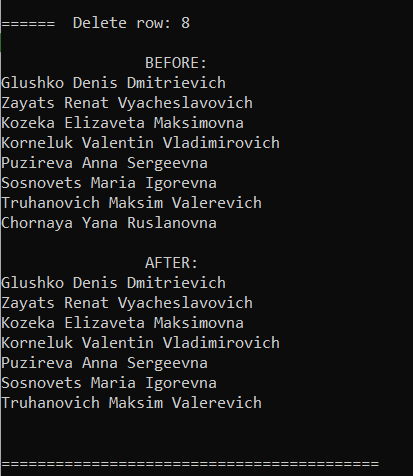 ======  Delete row: 8
BEFORE:
Glushko Denis Dmitrievich
Zayats Renat Vyacheslavovich
Kozeka Elizaveta Maksimovna
Korneluk Valentin Vladimirovich
Puzireva Anna Sergeevna
Sosnovets Maria Igorevna
Truhanovich Maksim Valerevich
Chornaya Yana Ruslanovna
AFTER:
Glushko Denis Dmitrievich
Zayats Renat Vyacheslavovich
Kozeka Elizaveta Maksimovna
Korneluk Valentin Vladimirovich
Puzireva Anna Sergeevna
Sosnovets Maria Igorevna
Truhanovich Maksim Valerevich
==========================================